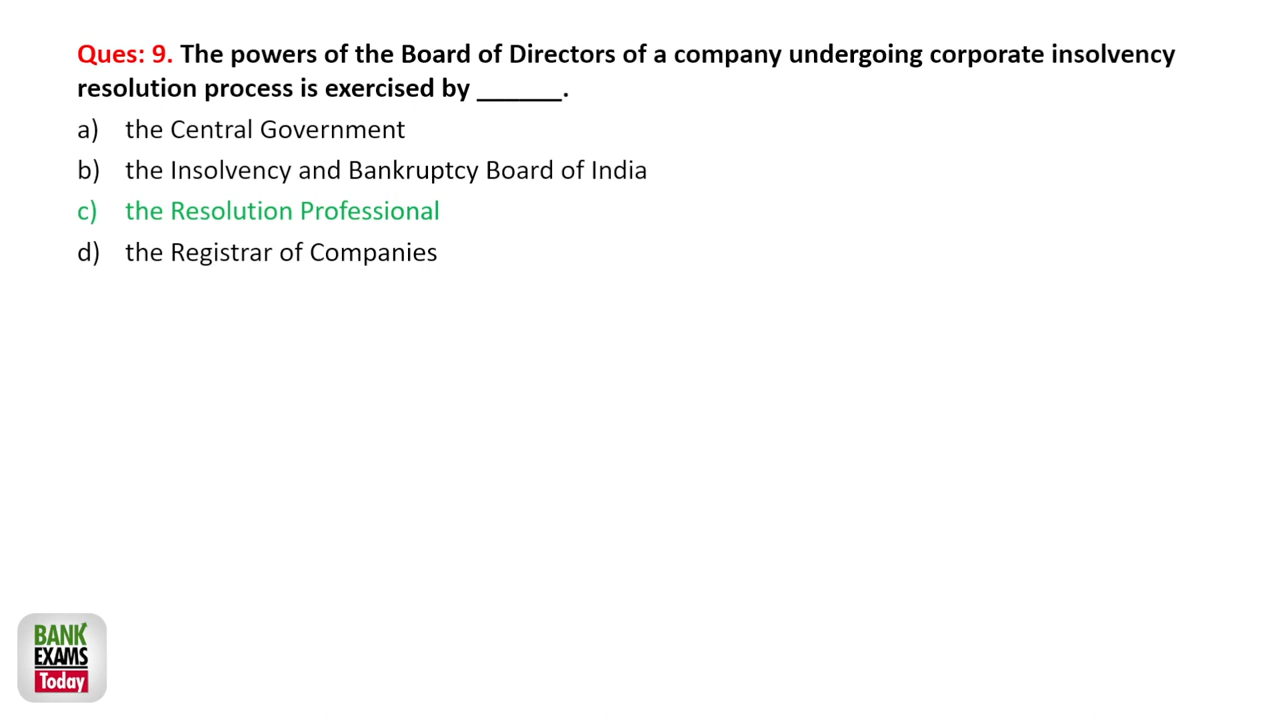 Ques: 9. The powers of the Board of Directors of a company undergoing corporate insolvency
resolution process is exercised by ______.
a) the Central Government
b) the Insolvency and Bankruptcy Board of India
c) the Resolution Professional
d) the Registrar of Companies
BANK
EXAMS
Today